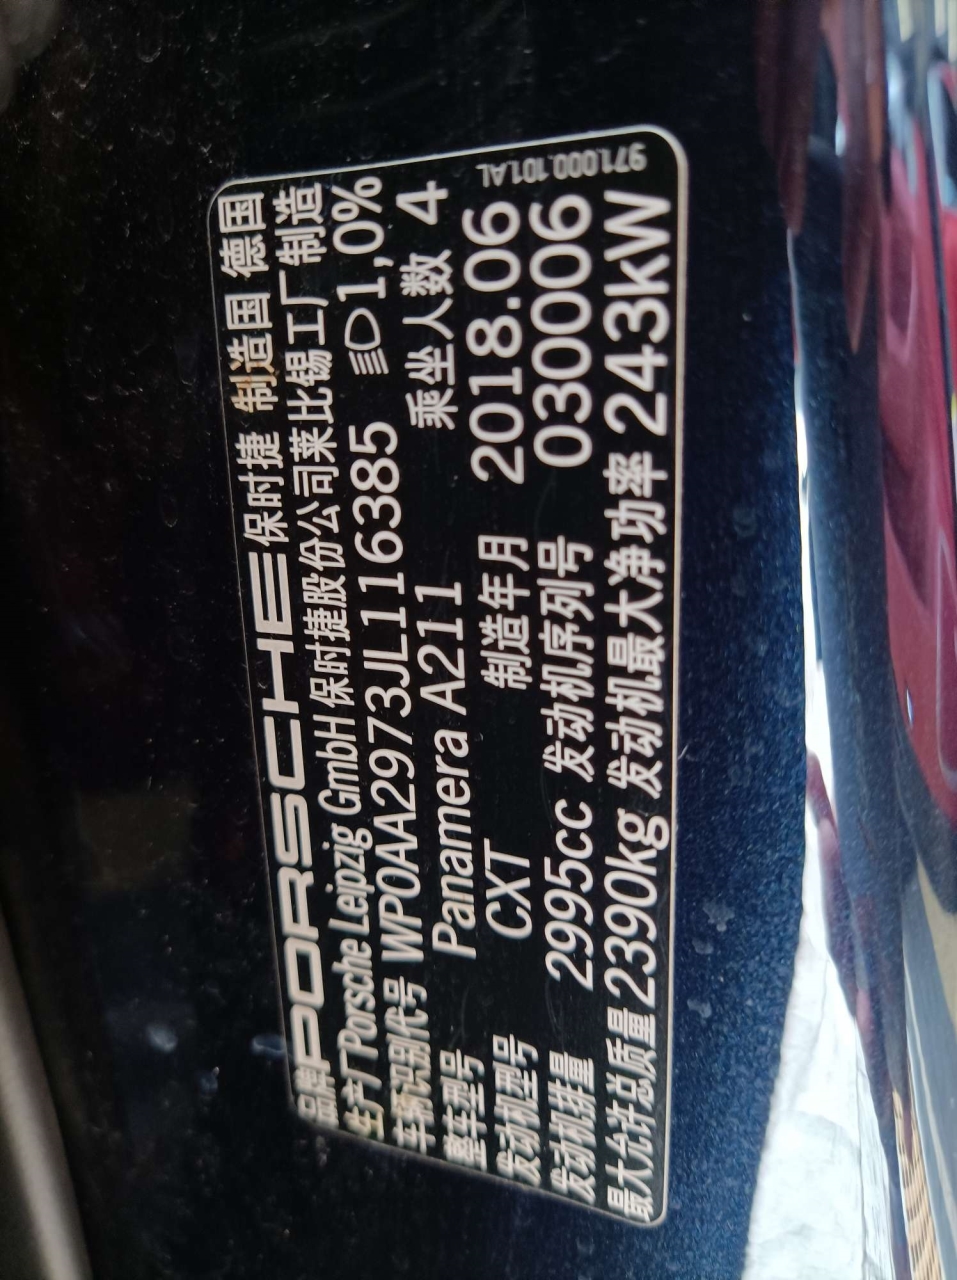 品牌 PORSCHE 保时捷 制造国 德国
生产厂 Porsche Leipzig GmbH 保时捷股份公司莱比锡工厂制造
车辆识别代号 WP0AA2973JL116385 1,0%
整车型号 Panamera A211 乘坐人数 4
发动机型号 CXT 制造年月 2018.06
发动机排量 2995cc 发动机序列号 030006
最大允许总质量 2390kg 发动机最大净功率 243kW
971.000.101.AL